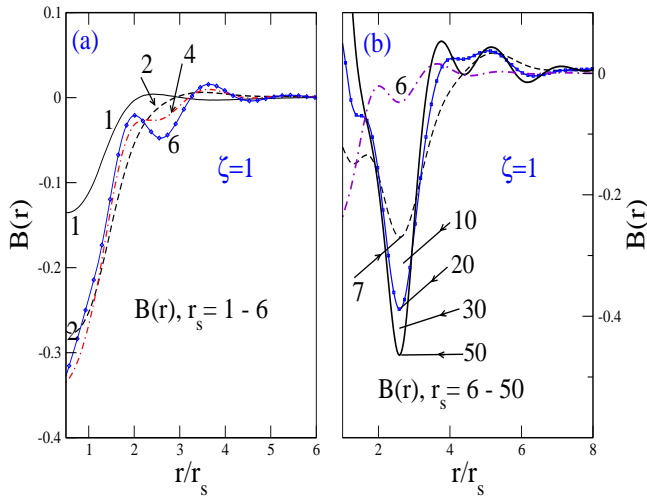 (a)
2
4
1
6
1
2
ζ=1
B(r), r_s = 1 - 6
B(r)
0
-0.1
-0.2
-0.3
-0.4
1 2 3 4 5 6
r/r_s
(b)
6
ζ=1
10
20
7
30
50
B(r), r_s = 6 - 50
B(r)
0
-0.2
-0.4
2 4 6 8
r/r_s